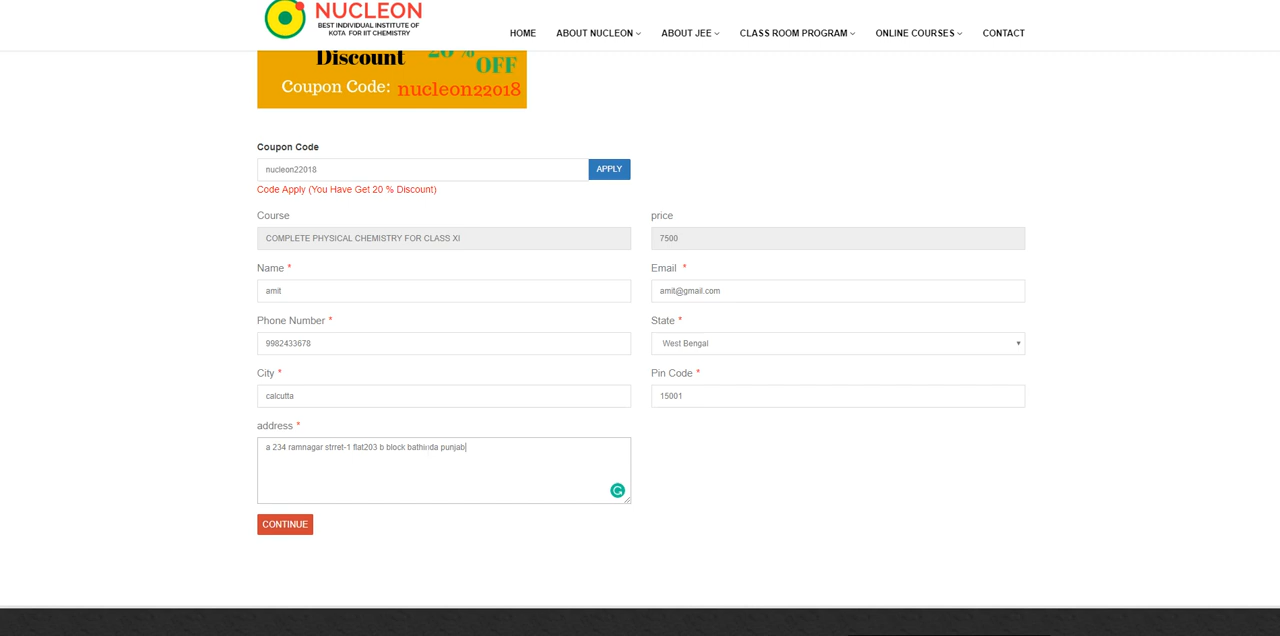 NUCLEON
BEST INDIVIDUAL INSTITUTE OF
KOTA FOR IIT CHEMISTRY
HOME ABOUT NUCLEON ABOUT JEE CLASS ROOM PROGRAM ONLINE COURSES CONTACT
Discount 20 % OFF
Coupon Code: nucleon22018
Coupon Code
nucleon22018 APPLY
Code Apply (You Have Get 20 % Discount)
Course price
COMPLETE PHYSICAL CHEMISTRY FOR CLASS XI 7500
Name * Email *
amit amit@gmail.com
Phone Number * State *
9982433678 West Bengal
City * Pin Code *
calcutta 15001
address *
a 234 ramnagar strret-1 flat203 b block bathinda punjab
CONTINUE